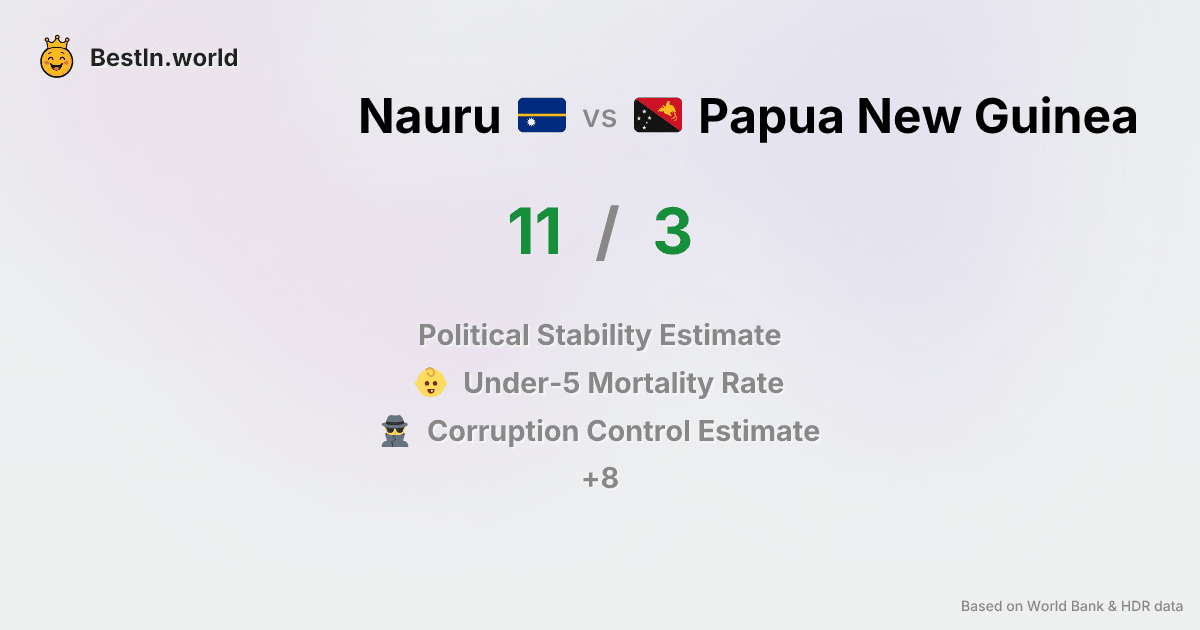 BestIn.world
Nauru vs Papua New Guinea
11 / 3
Political Stability Estimate
Under-5 Mortality Rate
Corruption Control Estimate
+8
Based on World Bank & HDR data